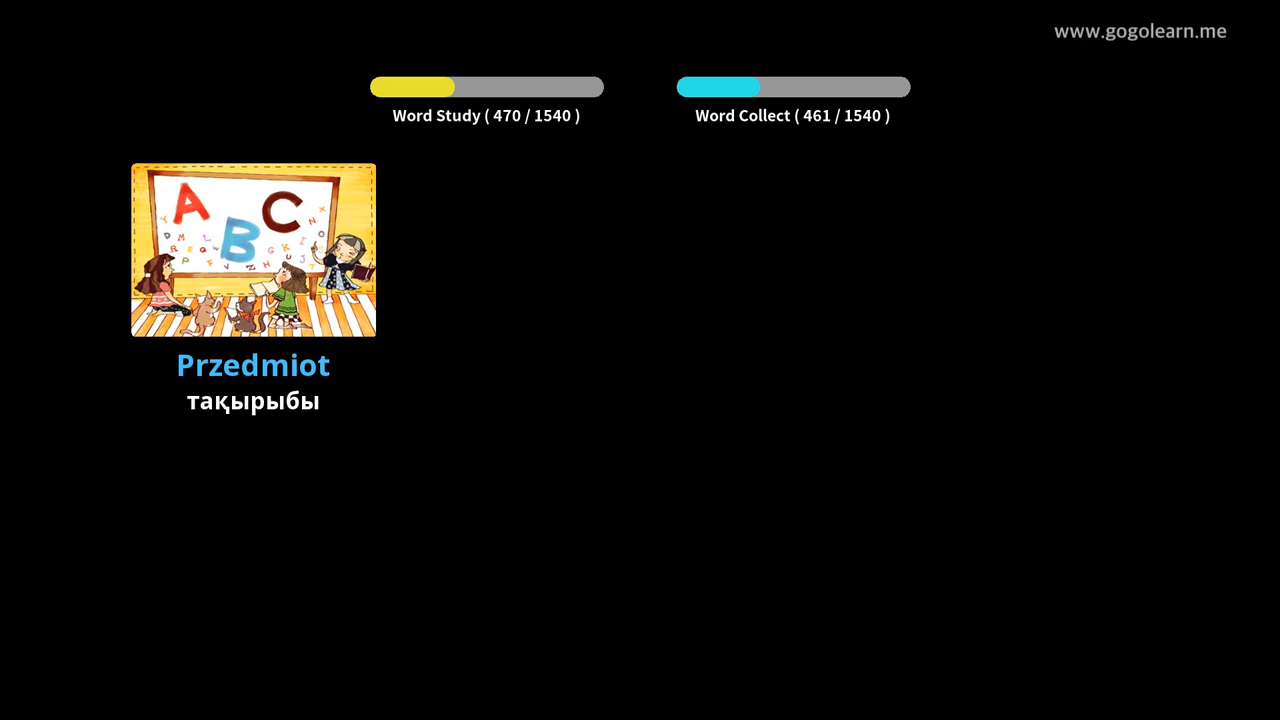 www.gogolearn.me
Word Study ( 470 / 1540 )
Word Collect ( 461 / 1540 )
A B C
Przedmiot
тақырыбы